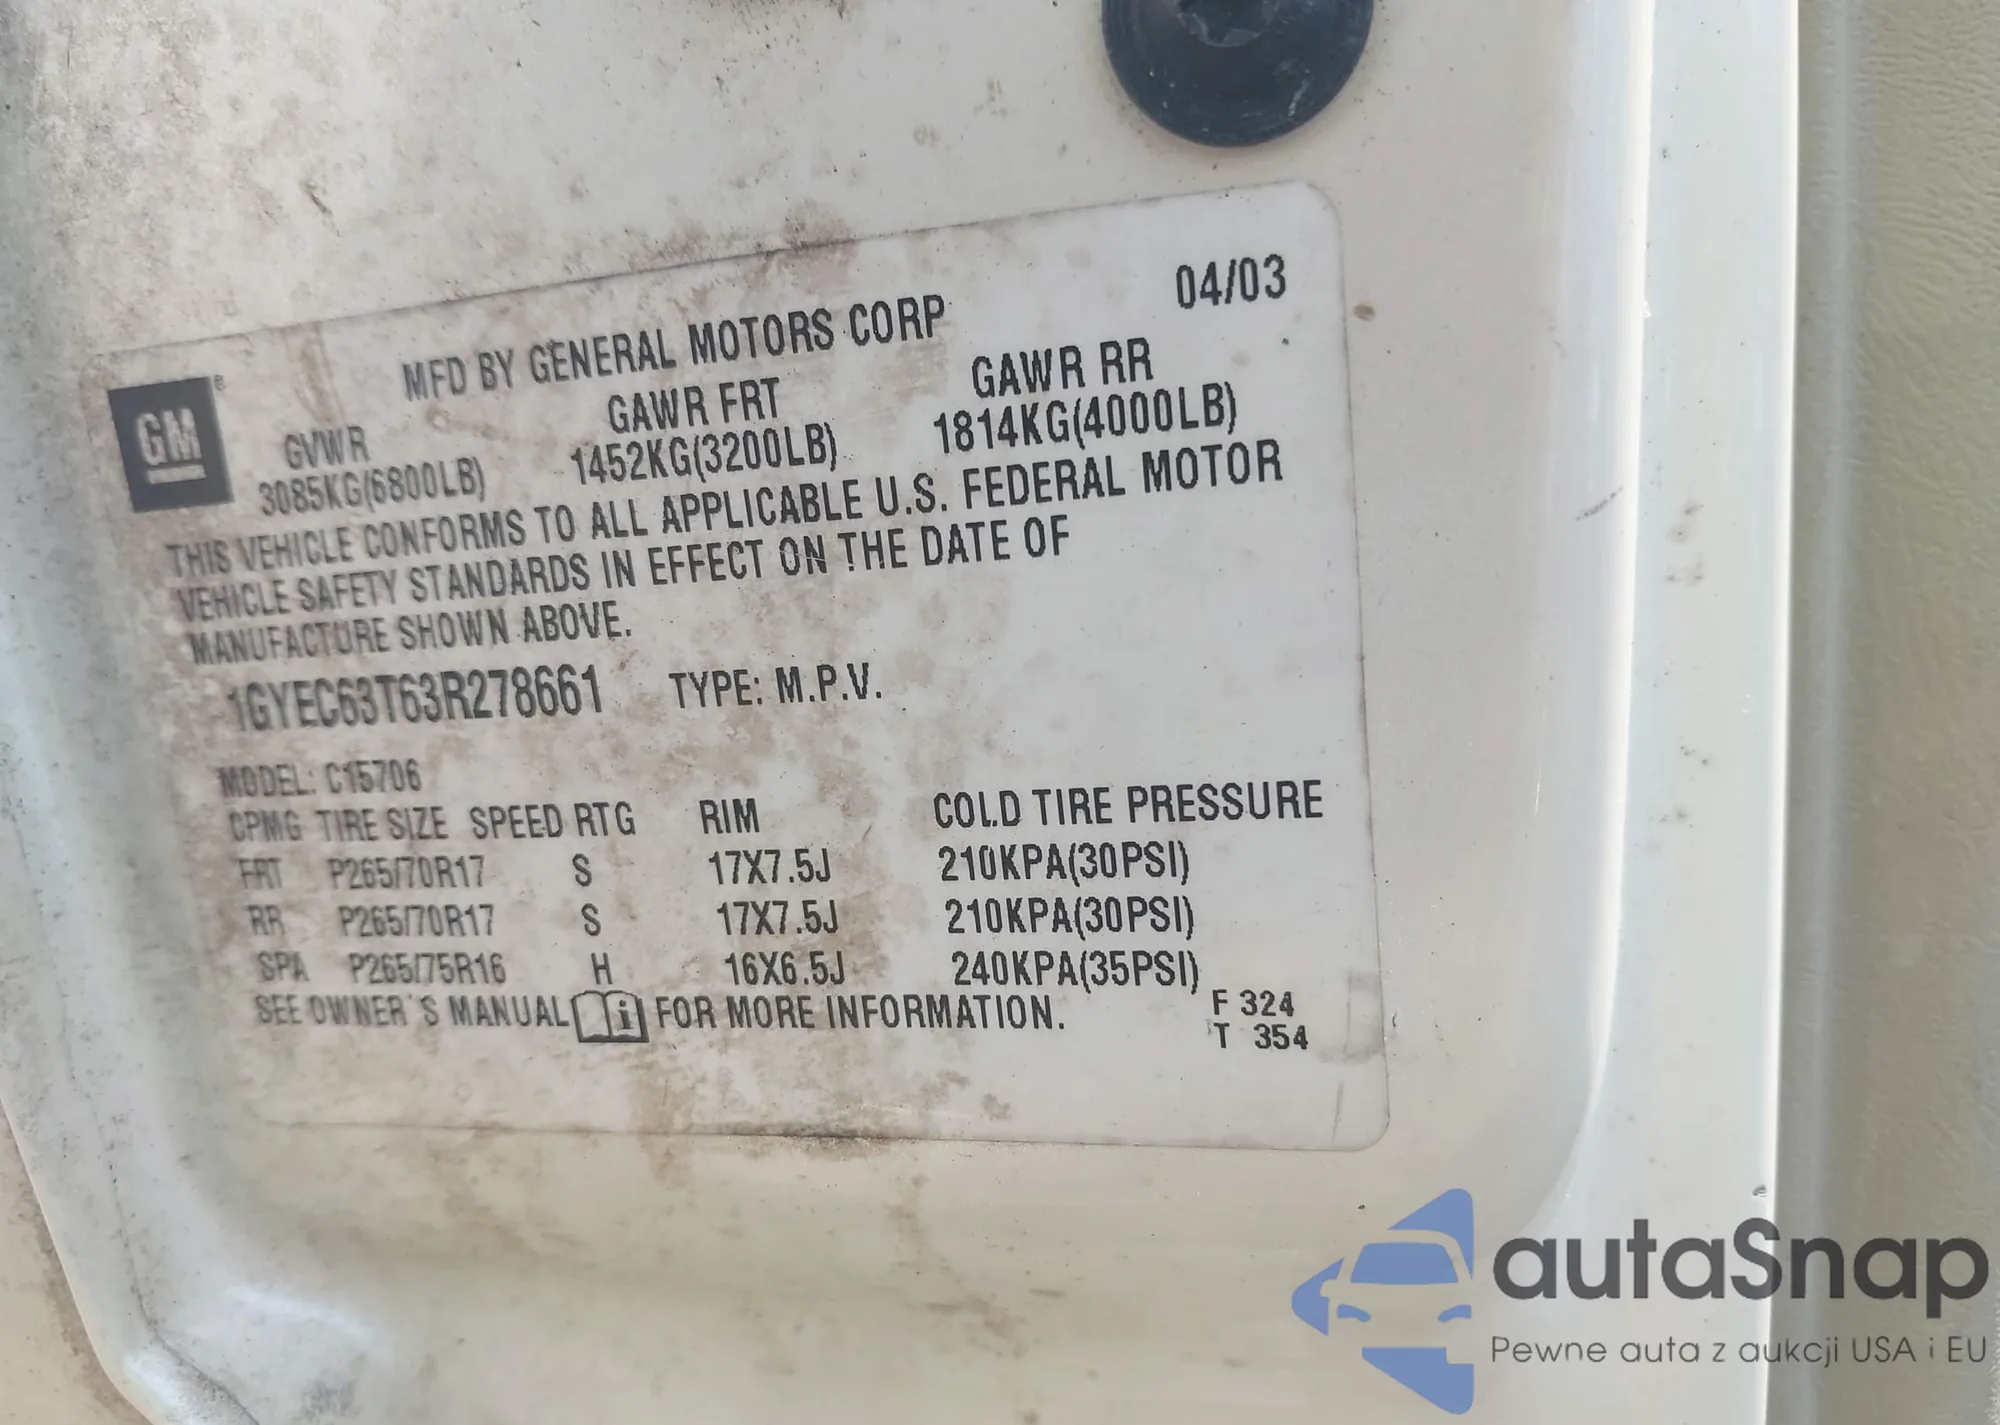 04/03
MFD BY GENERAL MOTORS CORP
GM
GVWR GAWR FRT GAWR RR
3085KG(6800LB) 1452KG(3200LB) 1814KG(4000LB)
THIS VEHICLE CONFORMS TO ALL APPLICABLE U.S. FEDERAL MOTOR
VEHICLE SAFETY STANDARDS IN EFFECT ON THE DATE OF
MANUFACTURE SHOWN ABOVE.
1GYEC63T63R278661 TYPE: M.P.V.
MODEL: C15706
CPMG TIRE SIZE SPEED RTG RIM COLD TIRE PRESSURE
FRT P265/70R17 S 17X7.5J 210KPA(30PSI)
RR P265/70R17 S 17X7.5J 210KPA(30PSI)
SPA P265/75R16 H 16X6.5J 240KPA(35PSI)
SEE OWNER'S MANUAL i FOR MORE INFORMATION.
F 324
T 354
autaSnap
Pewne auta z aukcji USA i EU